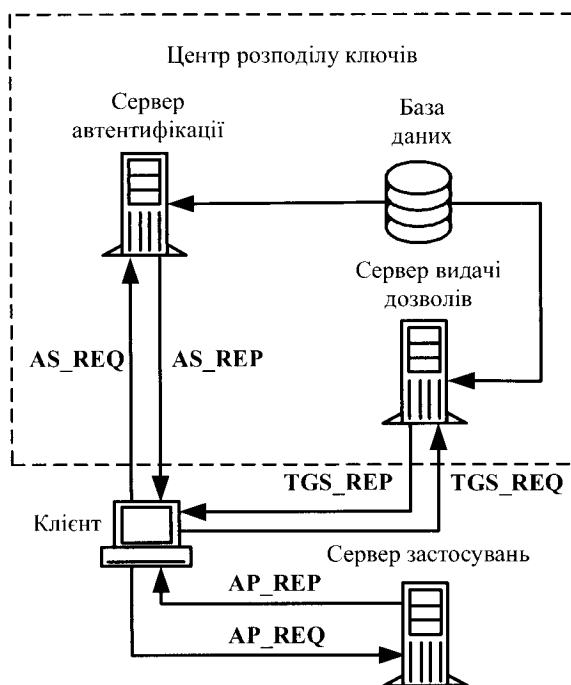 Центр розподілу ключів
Сервер
автентифікації
База
даних
Сервер видачі
дозволів
AS_REQ
AS_REP
TGS_REP
TGS_REQ
Клієнт
Сервер застосувань
AP_REP
AP_REQ